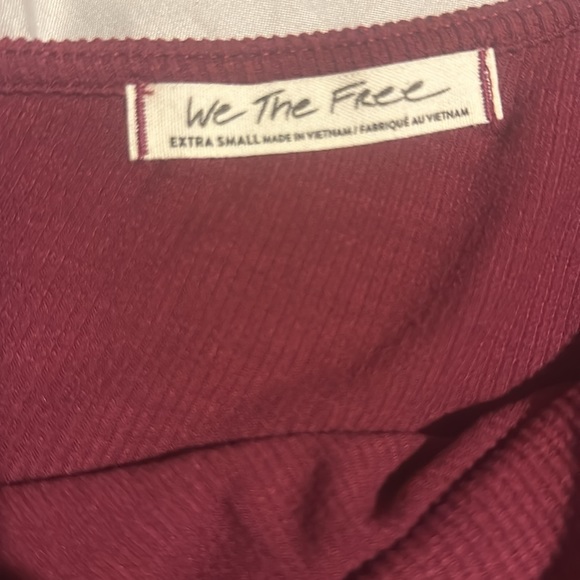 We The Free
EXTRA SMALL MADE IN VIETNAM / FABRIQUÉ AU VIETNAM